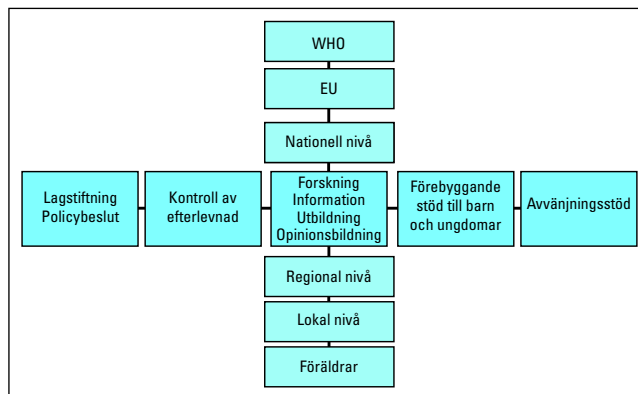 WHO
EU
Nationell nivå
Lagstiftning
Policybeslut
Kontroll av
efterlevnad
Forskning
Information
Utbildning
Opinionsbildning
Förebyggande
stöd till barn
och ungdomar
Avvänjningsstöd
Regional nivå
Lokal nivå
Föräldrar